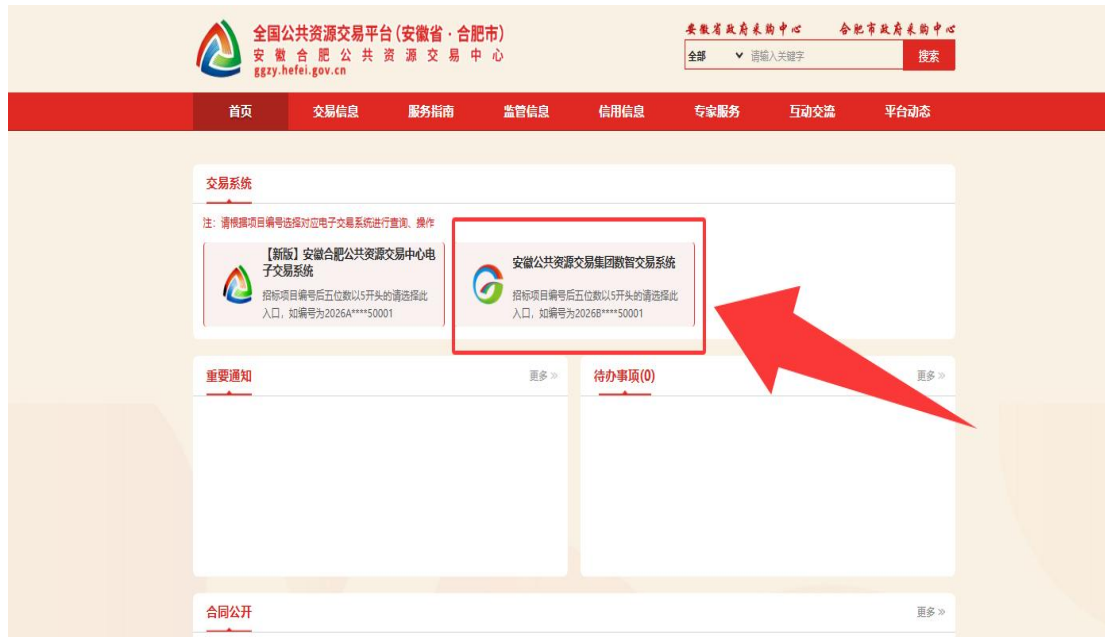 全国公共资源交易平台(安徽省·合肥市)
安徽合肥公共资源交易中心
ggzy.hefei.gov.cn
安徽省政府采购中心 合肥市政府采购中心
全部 请输入关键字 搜索
首页 交易信息 服务指南 监管信息 信用信息 专家服务 互动交流 平台动态
交易系统
注: 请根据项目编号选择对应电子交易系统进行查询、操作
【新版】安徽合肥公共资源交易中心电
子交易系统
招标项目编号后五位数以5开头的请选择此
入口, 如编号为2026A****50001
安徽公共资源交易集团数智交易系统
招标项目编号后五位数以5开头的请选择此
入口, 如编号为2026B****50001
重要通知 更多 »
待办事项(0) 更多 »
合同公开 更多 »